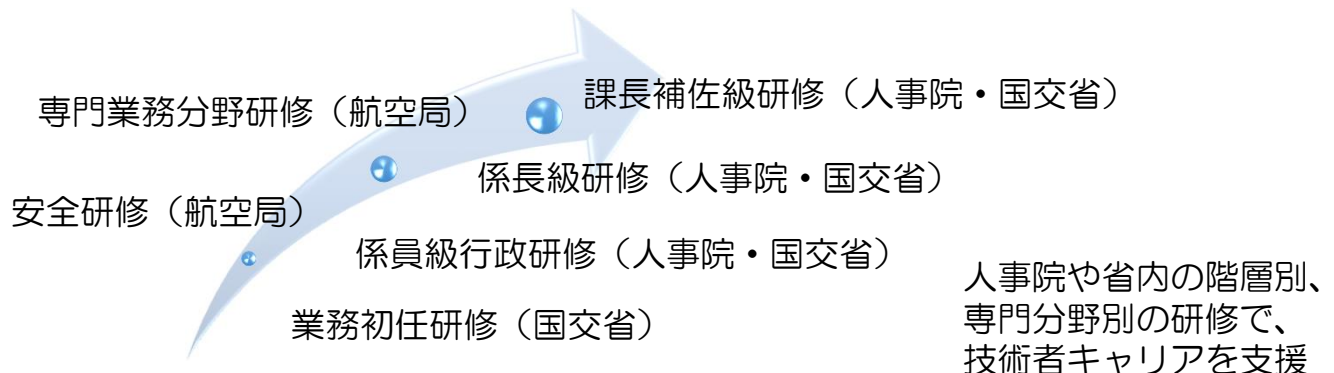 課長補佐級研修（人事院・国交省）
専門業務分野研修（航空局）
係長級研修（人事院・国交省）
安全研修（航空局）
係員級行政研修（人事院・国交省）
業務初任研修（国交省）
人事院や省内の階層別、
専門分野別の研修で、
技術者キャリアを支援